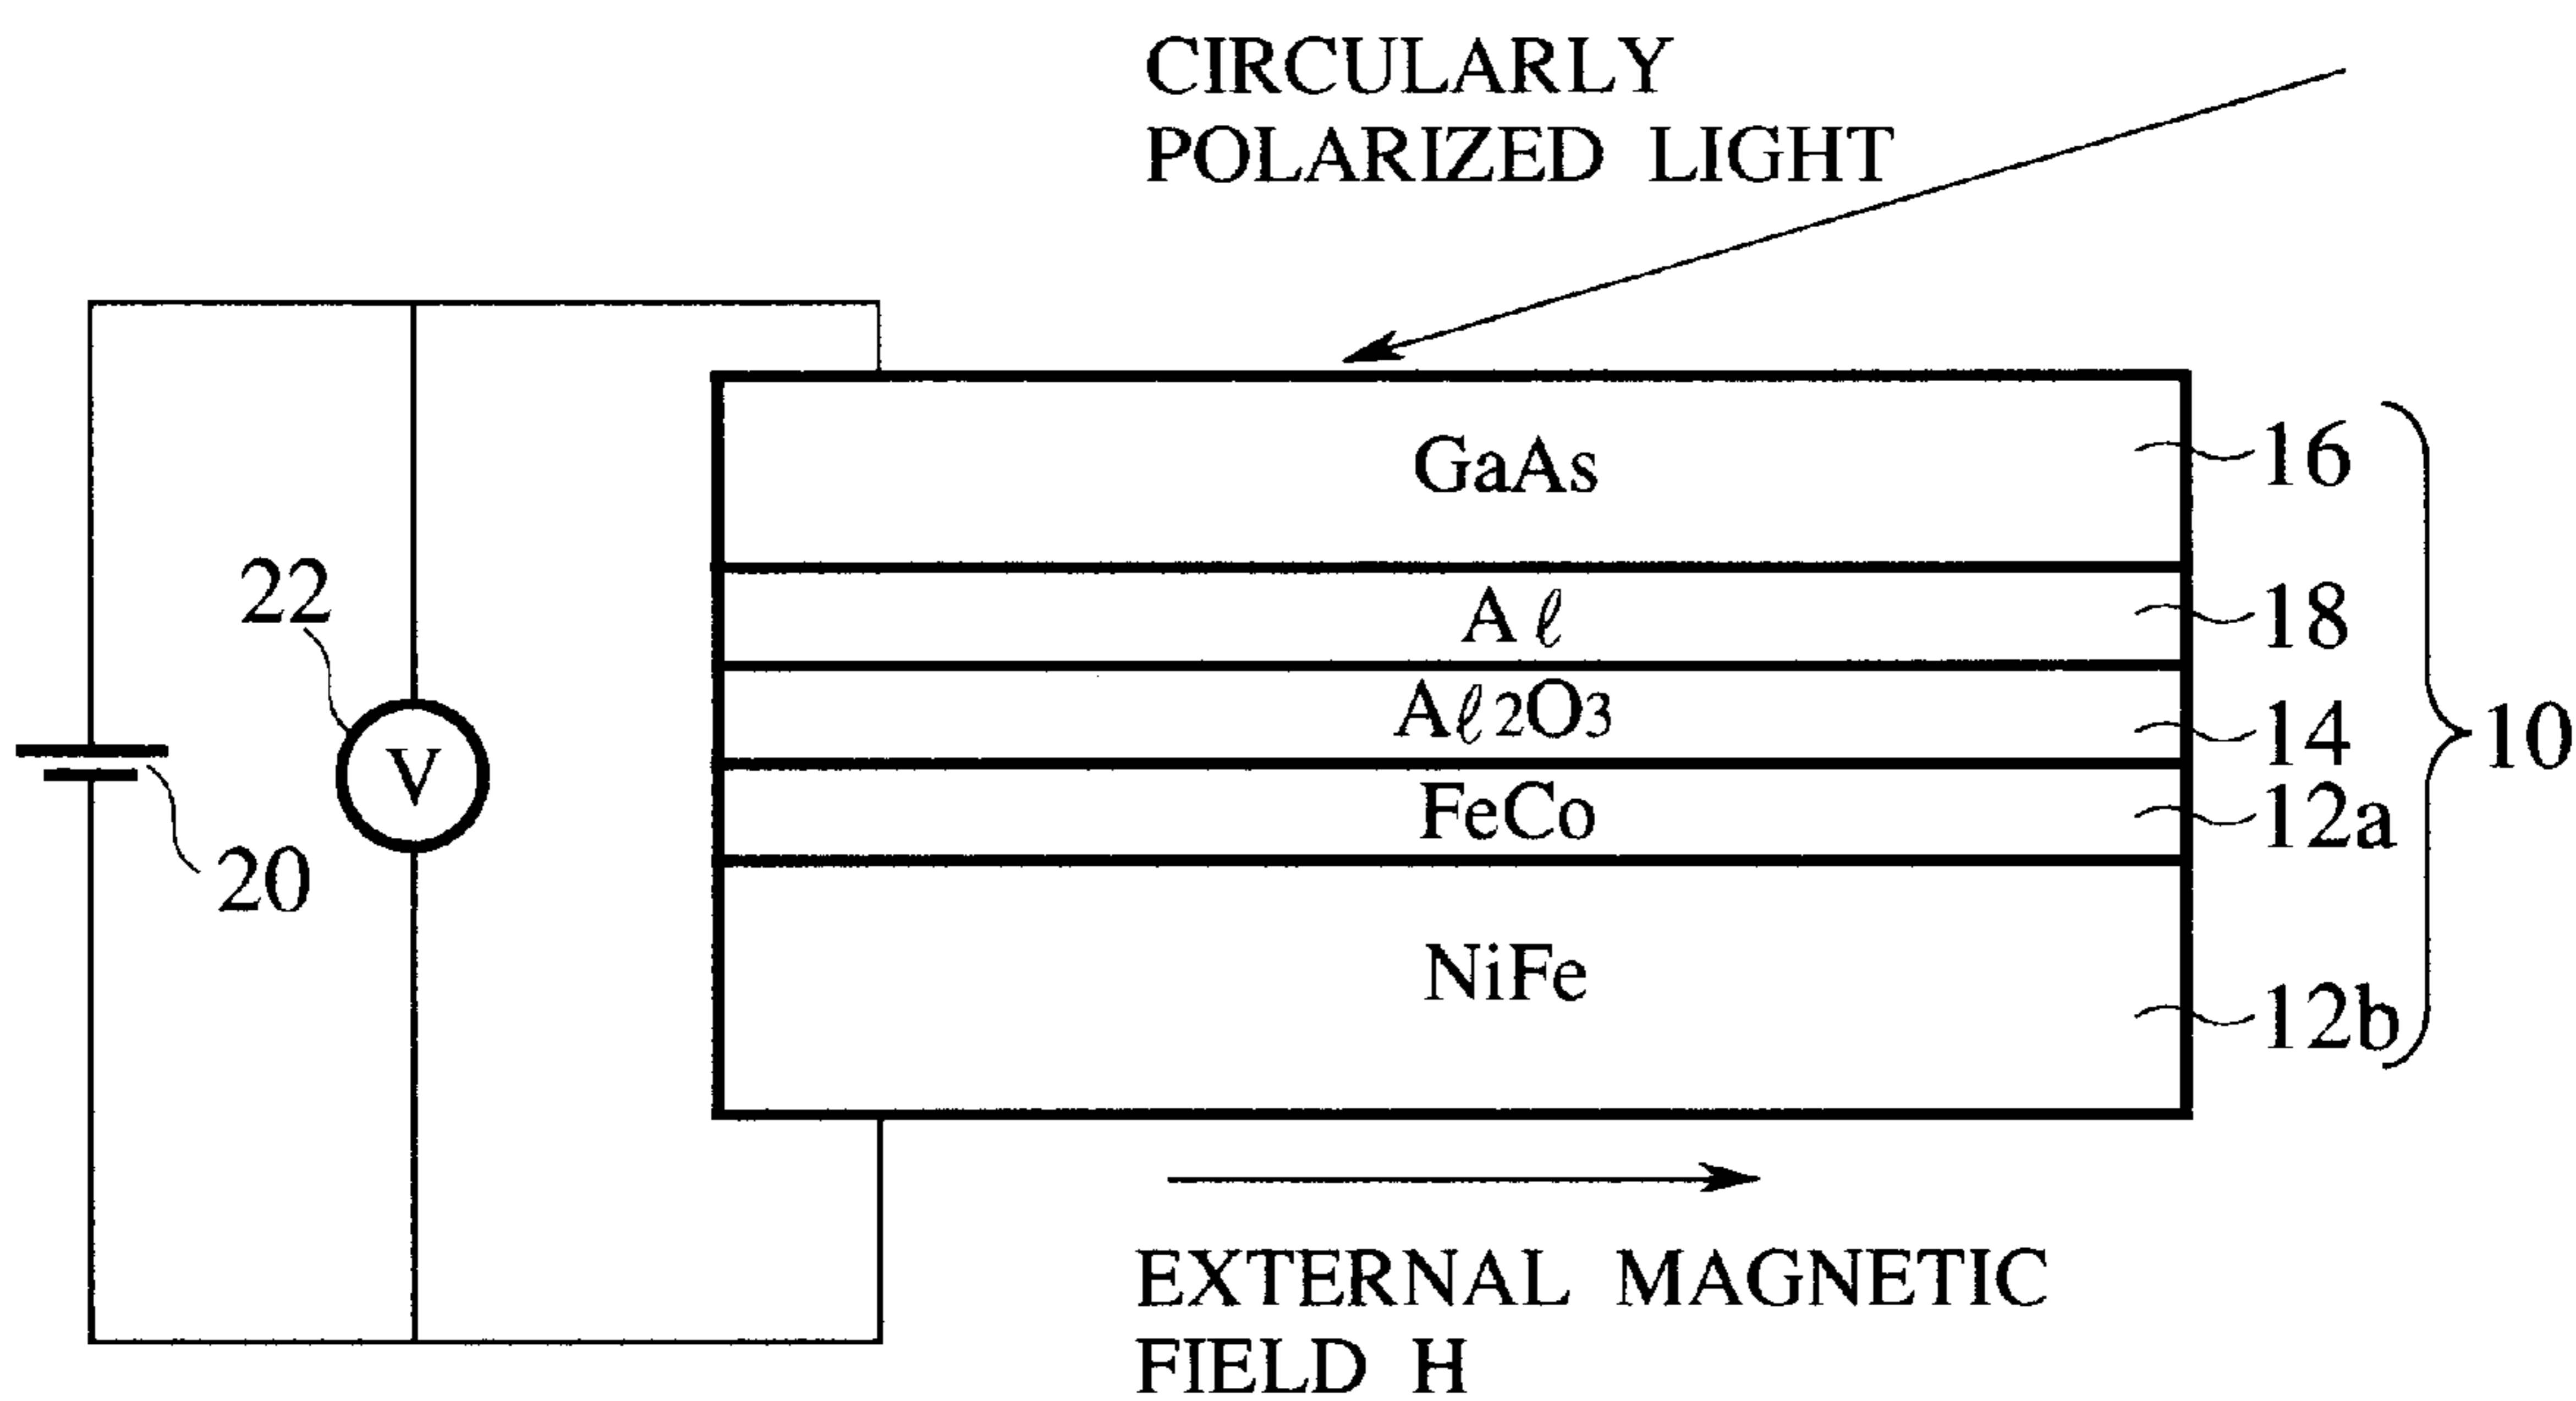 CIRCULARLY
POLARIZED LIGHT
GaAs
16
Aℓ
18
22
Aℓ2O3
14
10
V
FeCo
12a
20
NiFe
12b
EXTERNAL MAGNETIC
FIELD H